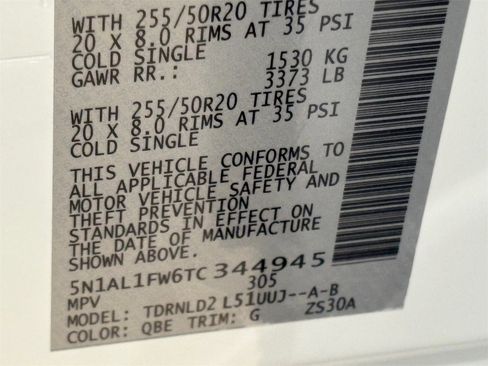 WITH 255/50R20 TIRES
20 X 8.0 RIMS AT 35 PSI
COLD SINGLE 1530 KG
GAWR RR.: 3373 LB
WITH 255/50R20 TIRES
20 X 8.0 RIMS AT 35 PSI
COLD SINGLE
THIS VEHICLE CONFORMS TO
ALL APPLICABLE FEDERAL
MOTOR VEHICLE SAFETY AND
THEFT PREVENTION
STANDARDS IN EFFECT ON
THE DATE OF MANUFACTURE
SHOWN ABOVE.
5N1AL1FW6TC344945
MPV 305
MODEL: TDRNLD2 L51UUJ--A-B
COLOR: QBE TRIM: G ZS30A